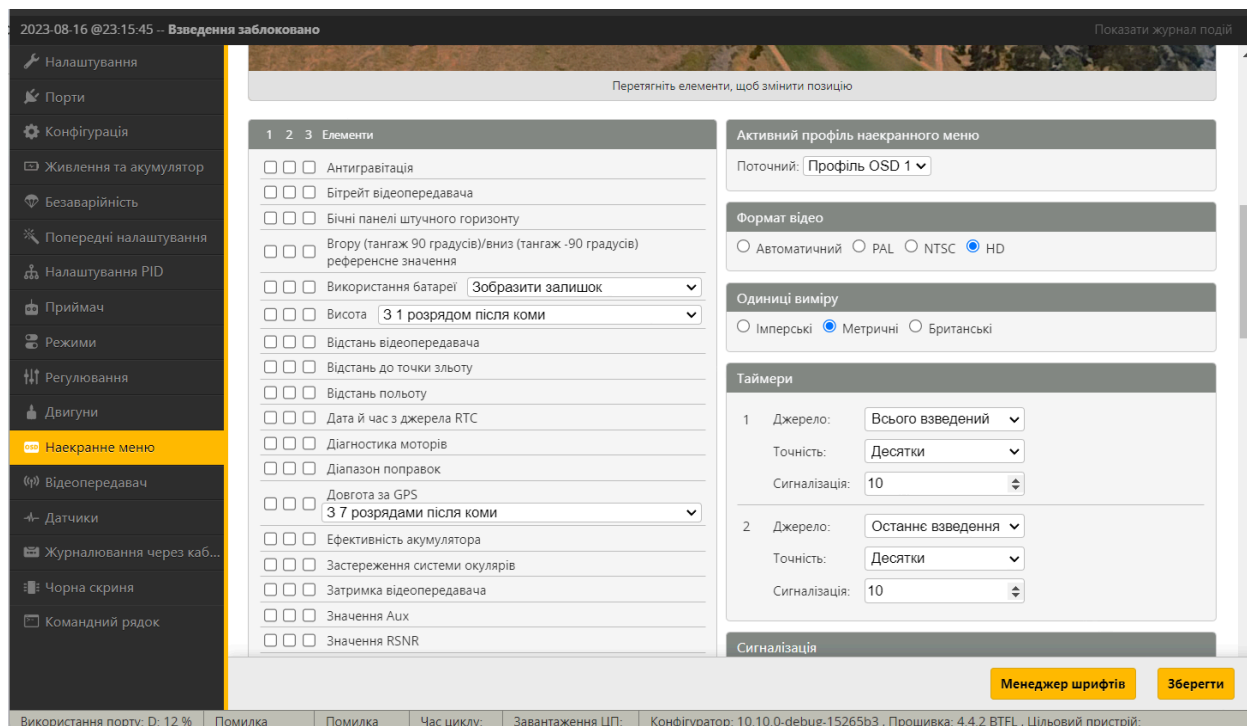 2023-08-16 @23:15:45 -- Взведення заблоковано
Показати журнал подій
Налаштування
Порти
Конфігурація
Живлення та акумулятор
Безаварійність
Попередні налаштування
Налаштування PID
Приймач
Режими
Регулювання
Двигуни
OSD Наекранне меню
Відеопередавач
Датчики
Журналювання через каб...
Чорна скриня
Командний рядок
Перетягніть елементи, щоб змінити позицію
1 2 3 Елементи
Антигравітація
Бітрейт відеопередавача
Бічні панелі штучного горизонту
Вгору (тангаж 90 градусів)/вниз (тангаж -90 градусів)
референсне значення
Використання батареї Зобразити залишок
Висота З 1 розрядом після коми
Відстань відеопередавача
Відстань до точки зльоту
Відстань польоту
Дата й час з джерела RTC
Діагностика моторів
Діапазон поправок
Довгота за GPS
З 7 розрядами після коми
Ефективність акумулятора
Застереження системи окулярів
Затримка відеопередавача
Значення Aux
Значення RSNR
Активний профіль наекранного меню
Поточний: Профіль OSD 1
Формат відео
Автоматичний PAL NTSC HD
Одиниці виміру
Імперські Метричні Британські
Таймери
1 Джерело: Всього взведений
Точність: Десятки
Сигналізація: 10
2 Джерело: Останнє взведення
Точність: Десятки
Сигналізація: 10
Сигналізація
Менеджер шрифтів
Зберегти
Використання порту: D: 12 % Помилка Помилка Час циклу: Завантаження ЦП: Конфігуратор: 10.10.0-debug-15265b3 , Прошивка: 4.4.2 BTFL , Цільовий пристрій: